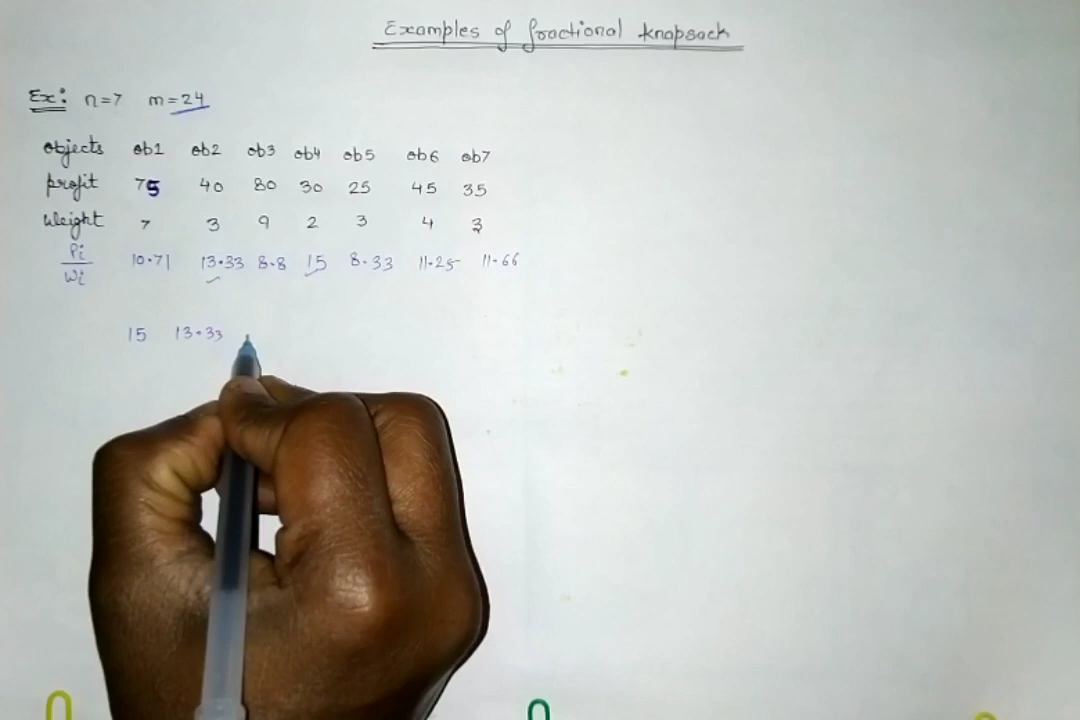 Examples of fractional knapsack
Ex: n=7 m=24
objects ob1 ob2 ob3 ob4 ob5 ob6 ob7
profit 75 40 80 30 25 45 35
Weight 7 3 9 2 3 4 3
Pi/Wi 10.71 13.33 8.8 15 8.33 11.25 11.66
15 13.33